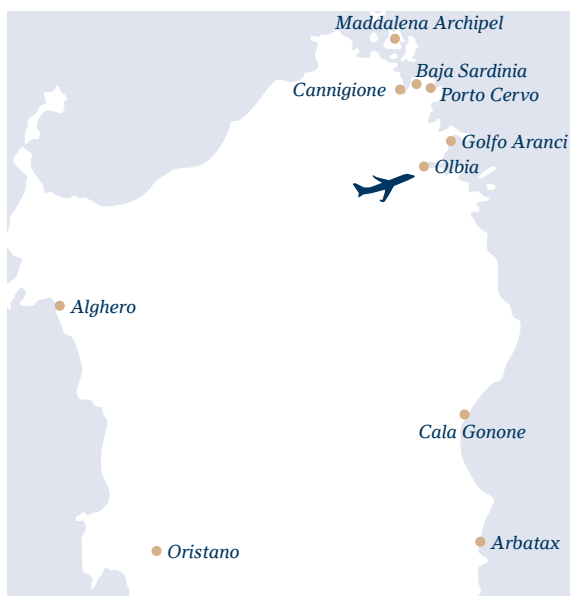 Maddalena Archipel
Baja Sardinia
Cannigione
Porto Cervo
Golfo Aranci
Olbia
Alghero
Cala Gonone
Arbatax
Oristano